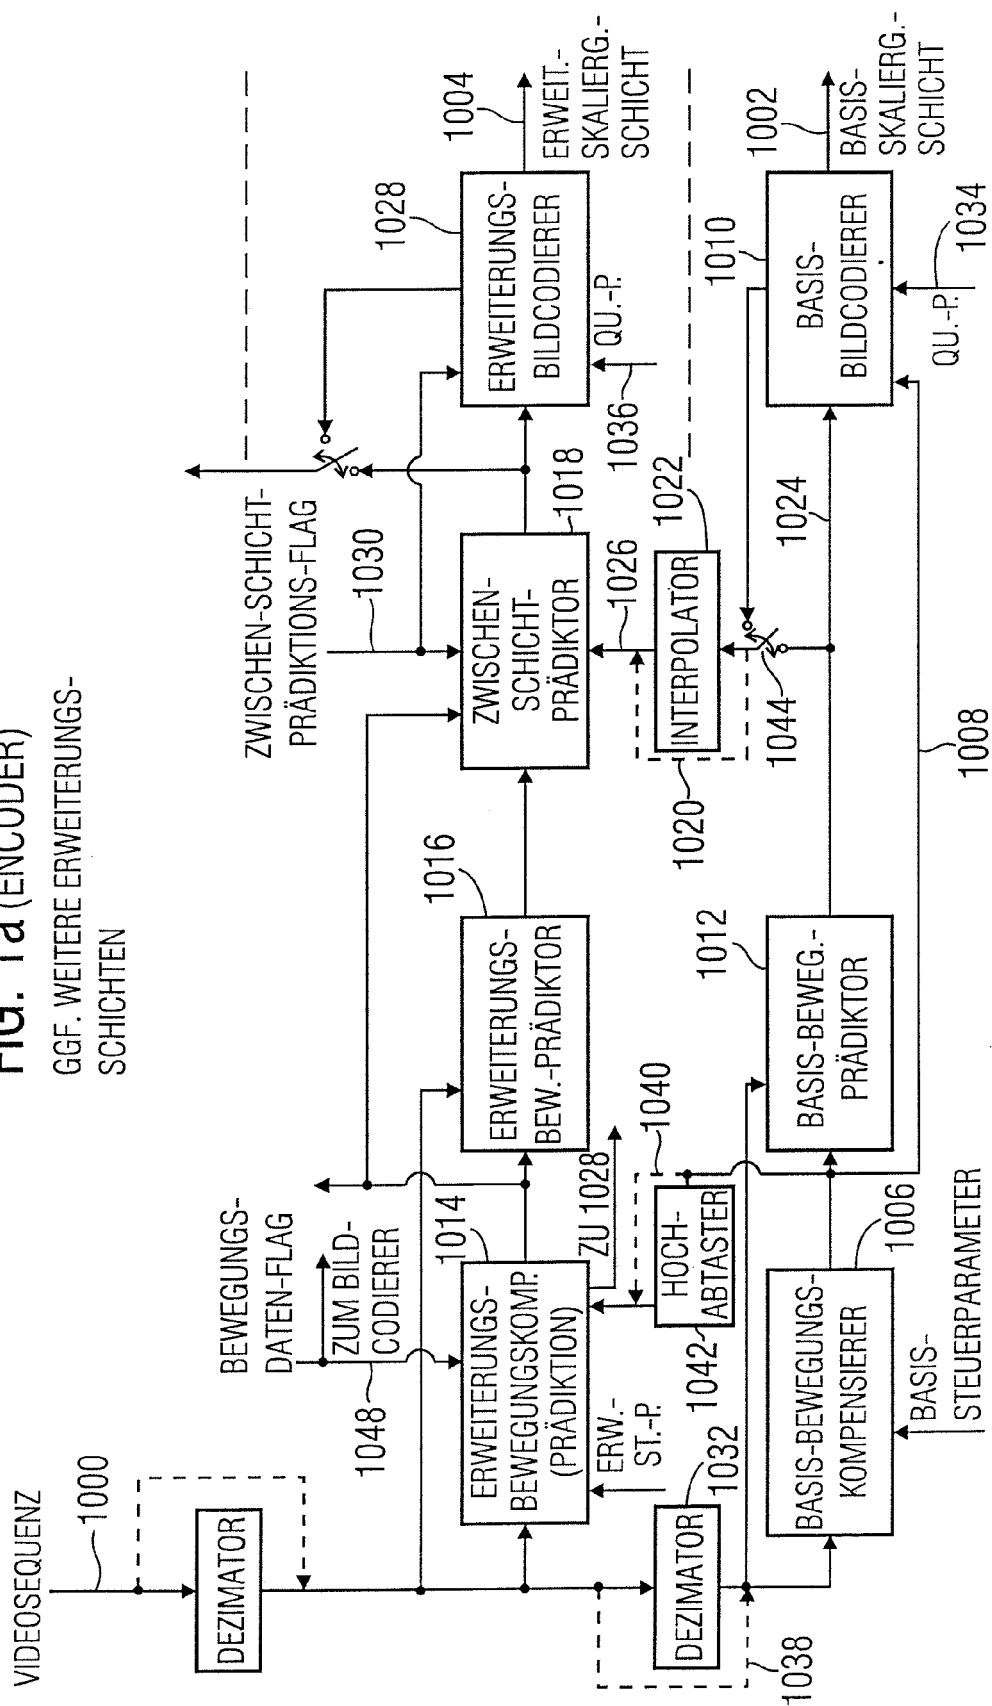 FIG. 1a (ENCODER)
GGF. WEITERE ERWEITERUNGS-
SCHICHTEN
VIDEOSEQUENZ
1000
DEZIMATOR
BEWEGUNGS-
DATEN-FLAG
ZUM BILD-
CODIERER
1048
1014
ERWEITERUNGS-
BEWEGUNGSKOMP.
(PRÄDIKTION)
ERW.-
ST.-P.
ZU 1028
1016
ERWEITERUNGS-
BEW.-PRÄDIKTOR
ZWISCHEN-SCHICHT-
PRÄDIKTIONS-FLAG
1030
1018
ZWISCHEN-
SCHICHT-
PRÄDIKTOR
1028
ERWEITERUNGS-
BILDCODIERER
QU.-P.
1036
1004
ERWEIT.-
SKALIERG.-
SCHICHT
DEZIMATOR
1032
1038
HOCH-
ABTASTER
1042
1040
1020
INTERPOLATOR
1022
1026
1044
1024
BASIS-BEWEGUNGS-
KOMPENSIERER
1006
BASIS-
STEUERPARAMETER
1012
BASIS-BEWEG.-
PRÄDIKTOR
1008
1010
BASIS-
BILDCODIERER
QU.-P.
1034
1002
BASIS-
SKALIERG.-
SCHICHT